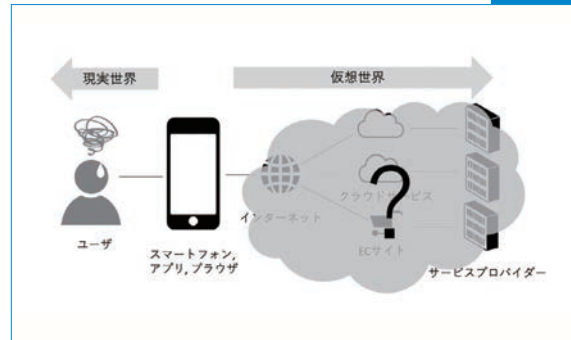 現実世界
仮想世界
?
クラウドサービス
インターネット
ユーザ
スマートフォン,
アプリ, ブラウザ
ECサイト
サービスプロバイダー